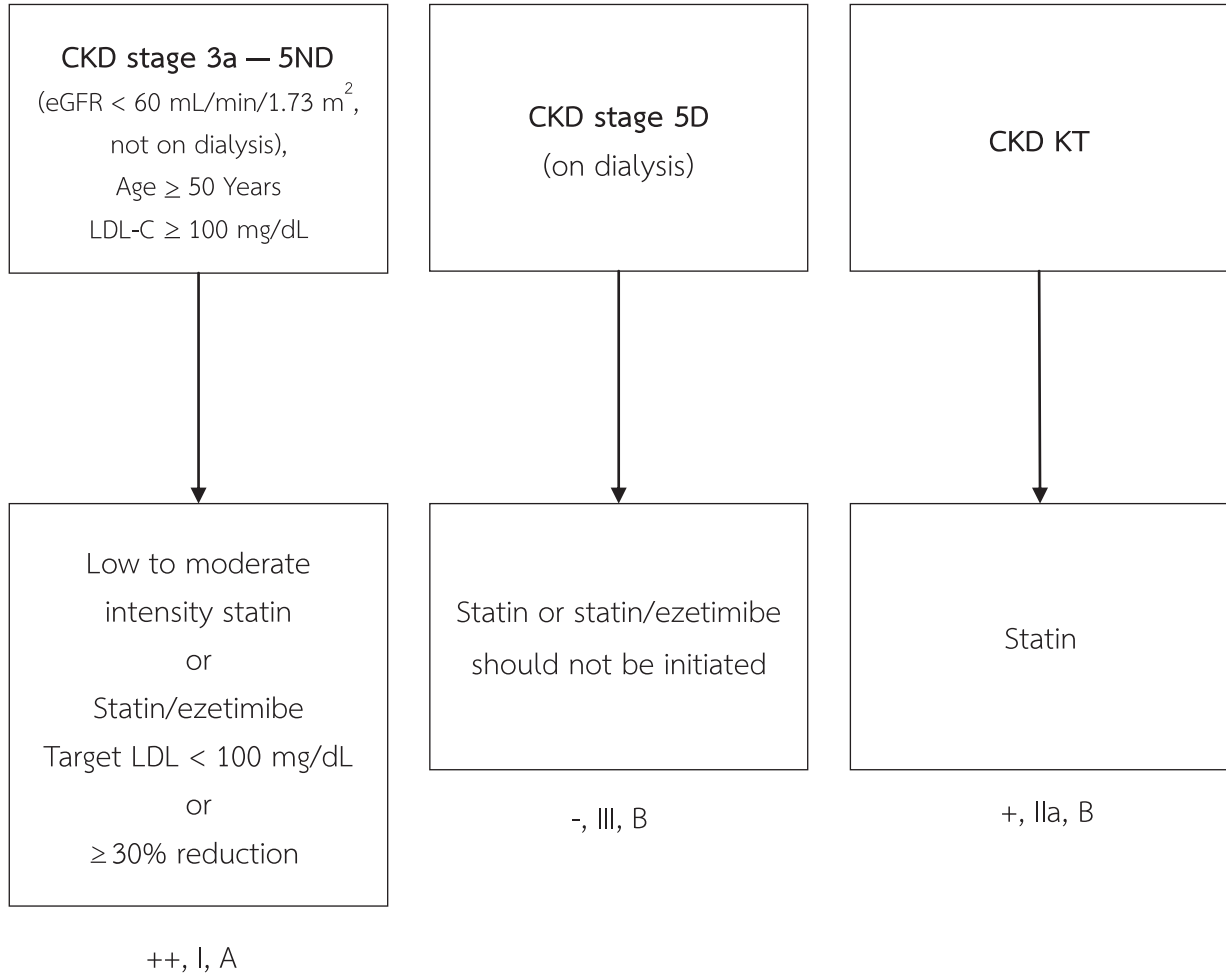 CKD stage 3a — 5ND
(eGFR < 60 mL/min/1.73 m²,
not on dialysis),
Age ≥ 50 Years
LDL-C ≥ 100 mg/dL
Low to moderate
intensity statin
or
Statin/ezetimibe
Target LDL < 100 mg/dL
or
≥30% reduction
++, I, A
CKD stage 5D
(on dialysis)
Statin or statin/ezetimibe
should not be initiated
-, III, B
CKD KT
Statin
+, IIa, B